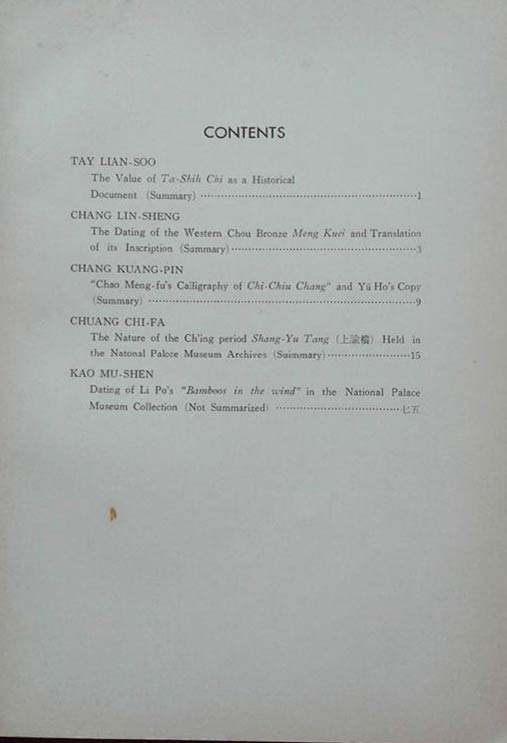 CONTENTS
TAY LIAN-SOO
The Value of Ta-Shih Chi as a Historical
Document (Summary) ........................................ 1
CHANG LIN-SHENG
The Dating of the Western Chou Bronze Meng Kuei and Translation
of its Inscription (Summary) ........................................ 3
CHANG KUANG-PIN
"Chao Meng-fu's Calligraphy of Chi-Chiu Chang" and Yü Ho's Copy
(Summary) ........................................ 9
CHUANG CHI-FA
The Nature of the Ch'ing period Shang-Yu Tang (上諭檔) Held in
the Natonal Palece Museum Archives (Suimmary) ........................ 15
KAO MU-SHEN
Dating of Li Po's "Bamboos in the wind" in the National Palace
Museum Collection (Not Summarized) ................................ 七五